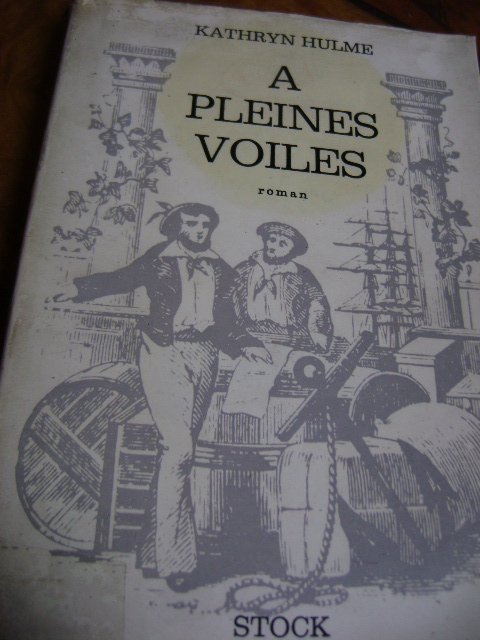 KATHRYN HULME
A
PLEINES
VOILES
roman
STOCK